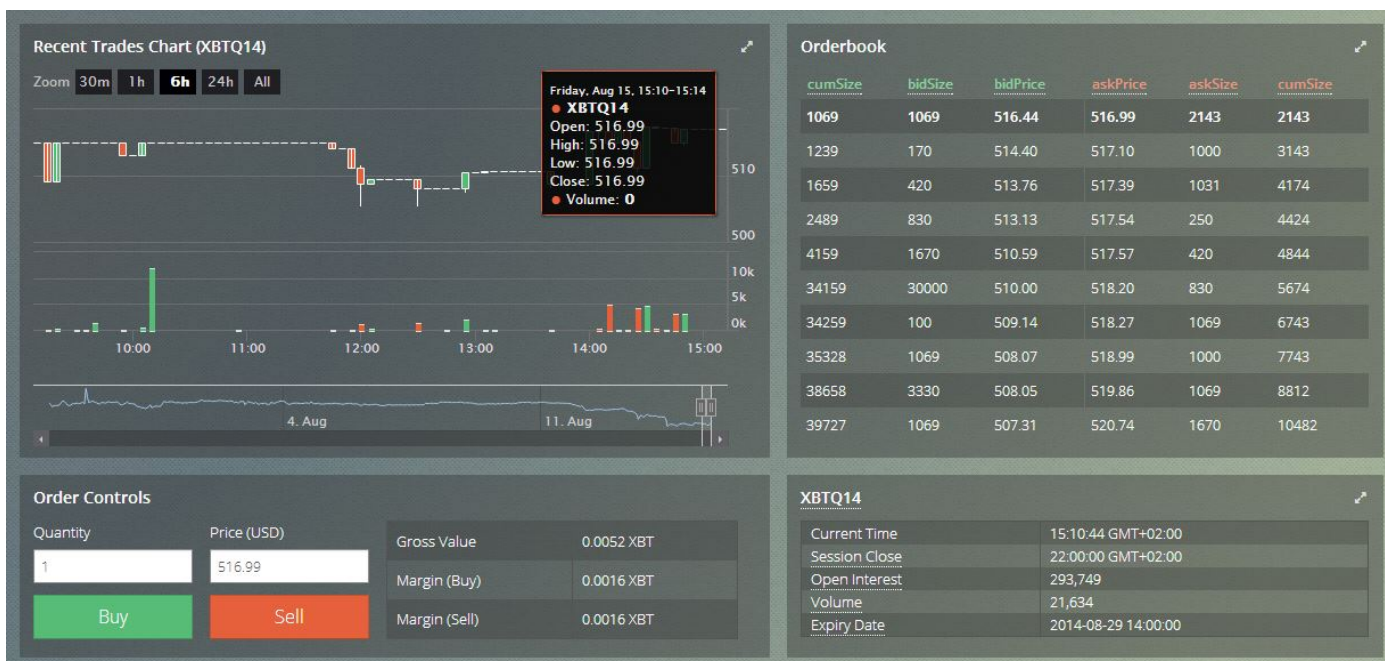 Recent Trades Chart (XBTQ14)
Zoom 30m 1h 6h 24h All
Friday, Aug 15, 15:10-15:14
XBTQ14
Open: 516.99
High: 516.99
Low: 516.99
Close: 516.99
Volume: 0
510
500
10k
5k
0k
10:00 11:00 12:00 13:00 14:00 15:00
4. Aug 11. Aug
Orderbook
cumSize bidSize bidPrice askPrice askSize cumSize
1069 1069 516.44 516.99 2143 2143
1239 170 514.40 517.10 1000 3143
1659 420 513.76 517.39 1031 4174
2489 830 513.13 517.54 250 4424
4159 1670 510.59 517.57 420 4844
34159 30000 510.00 518.20 830 5674
34259 100 509.14 518.27 1069 6743
35328 1069 508.07 518.99 1000 7743
38658 3330 508.05 519.86 1069 8812
39727 1069 507.31 520.74 1670 10482
Order Controls
Quantity Price (USD)
1 516.99
Buy Sell
Gross Value 0.0052 XBT
Margin (Buy) 0.0016 XBT
Margin (Sell) 0.0016 XBT
XBTQ14
Current Time 15:10:44 GMT+02:00
Session Close 22:00:00 GMT+02:00
Open Interest 293,749
Volume 21,634
Expiry Date 2014-08-29 14:00:00